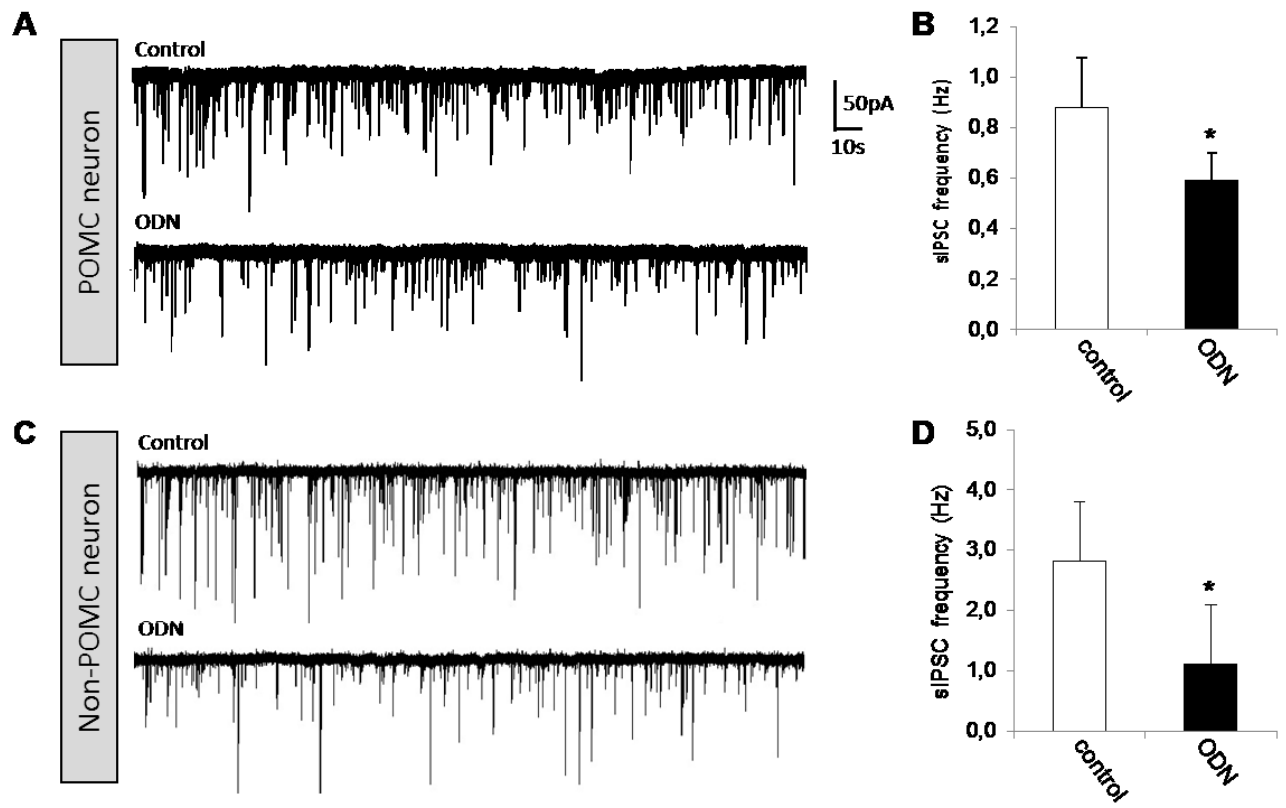 A
POMC neuron
Control
50pA
10s
ODN
B
sIPSC frequency (Hz)
1,2
1,0
0,8
0,6
0,4
0,2
0,0
*
control
ODN
C
Non-POMC neuron
Control
ODN
D
sIPSC frequency (Hz)
5,0
4,0
3,0
2,0
1,0
0,0
*
control
ODN